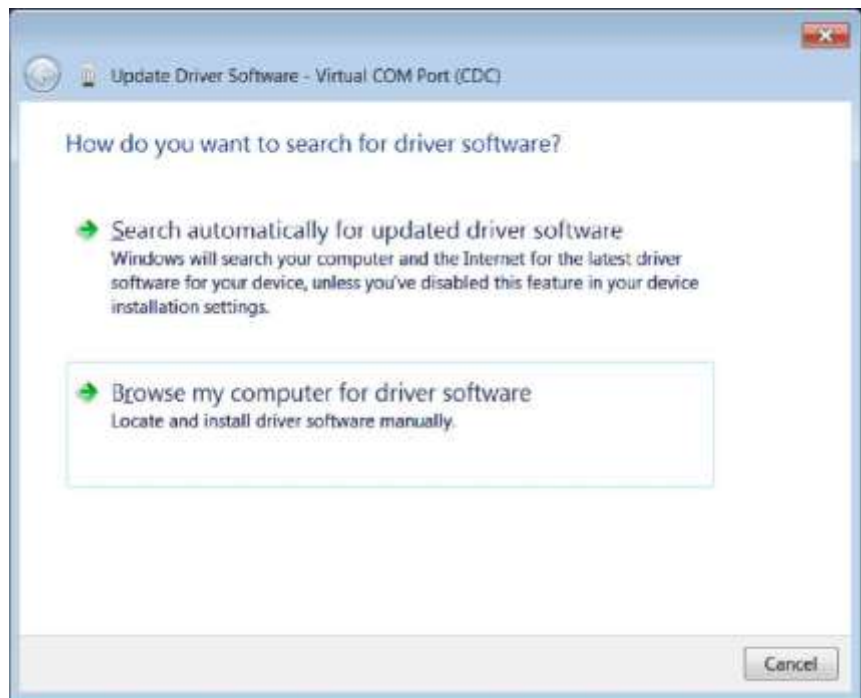 Update Driver Software - Virtual COM Port (CDC)
How do you want to search for driver software?
Search automatically for updated driver software
Windows will search your computer and the Internet for the latest driver
software for your device, unless you've disabled this feature in your device
installation settings.
Browse my computer for driver software
Locate and install driver software manually.
Cancel